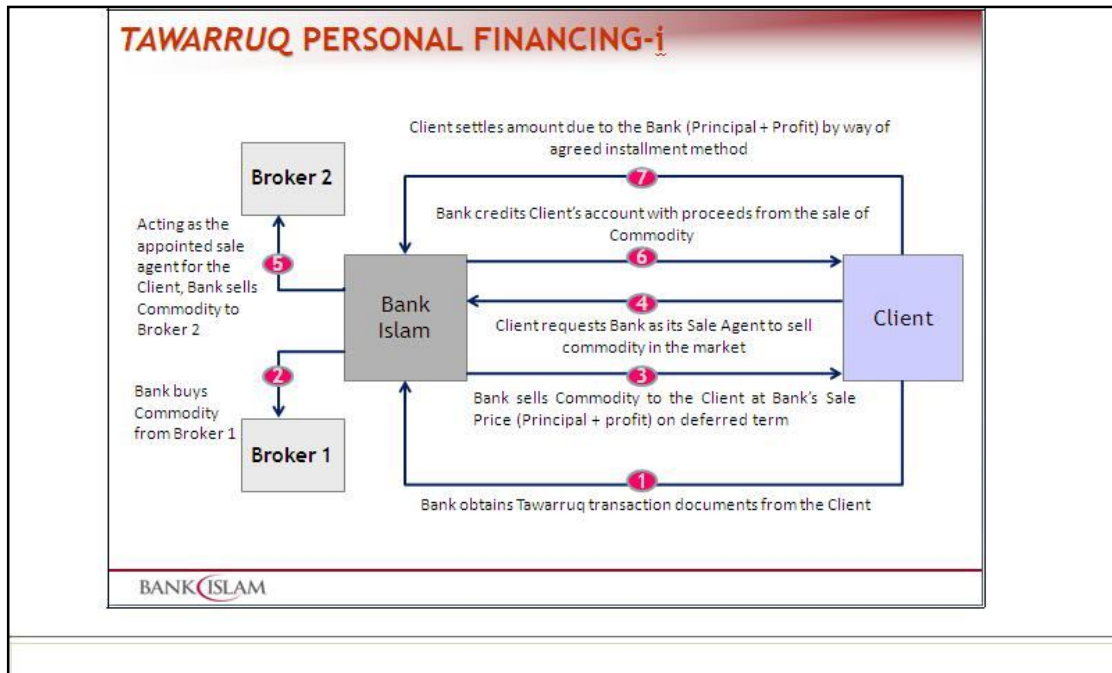 TAWARRUQ PERSONAL FINANCING-i
Client settles amount due to the Bank (Principal + Profit) by way of
agreed installment method
7
Broker 2
Bank credits Client's account with proceeds from the sale of
Commodity
6
Acting as the
appointed sale
agent for the
Client, Bank sells
Commodity to
Broker 2
5
Bank
Islam
4
Client
Client requests Bank as its Sale Agent to sell
commodity in the market
3
2
Bank buys
Commodity
from Broker 1
Bank sells Commodity to the Client at Bank's Sale
Price (Principal + profit) on deferred term
Broker 1
1
Bank obtains Tawarruq transaction documents from the Client
BANK ISLAM